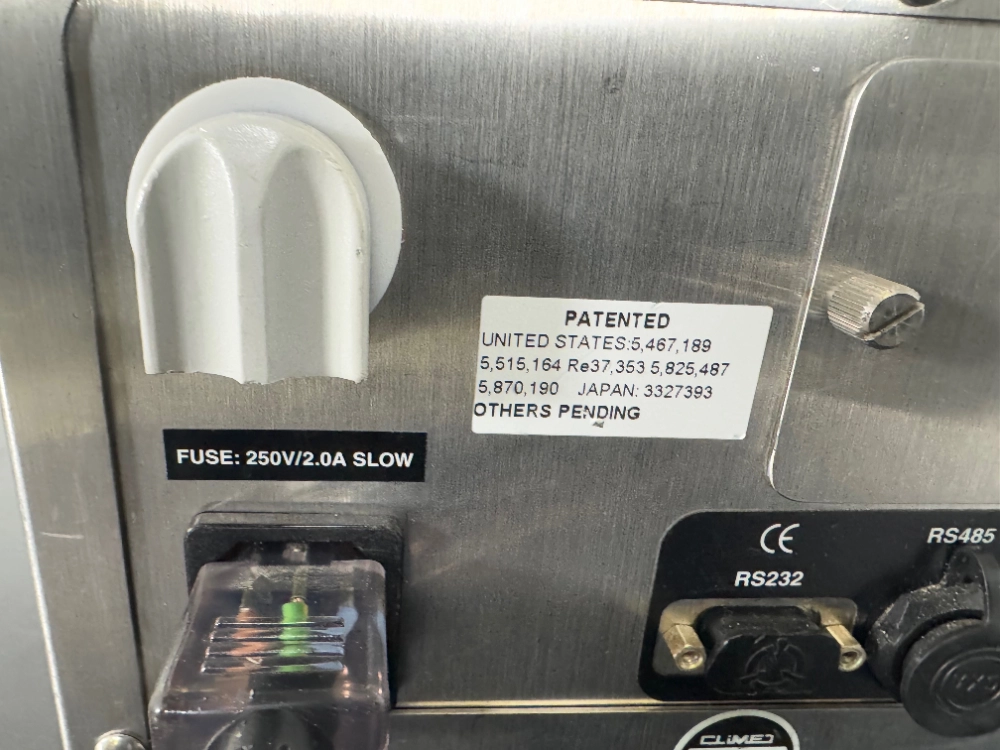 PATENTED
UNITED STATES:5,467,189
5,515,164 Re37,353 5,825,487
5,870,190 JAPAN: 3327393
OTHERS PENDING
FUSE: 250V/2.0A SLOW
CE
RS485
RS232
CLiMET